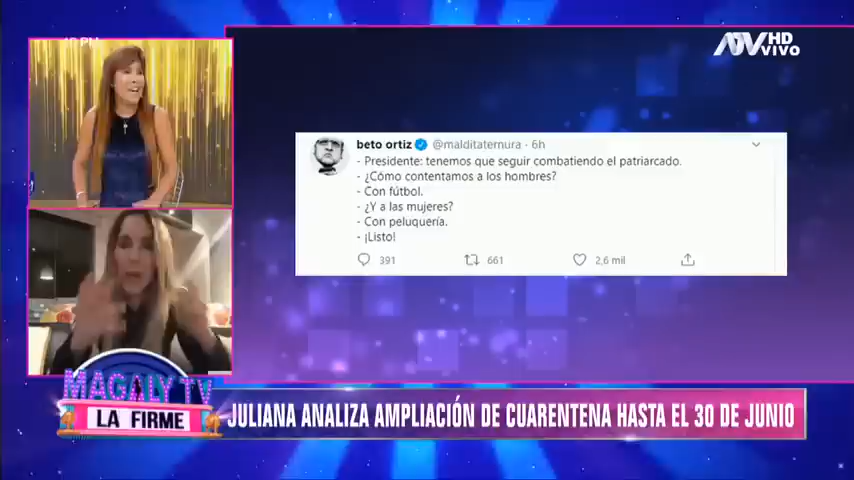 ATV HD
VIVO
beto ortiz @malditaternura · 6h
- Presidente: tenemos que seguir combatiendo el patriarcado.
- ¿Cómo contentamos a los hombres?
- Con fútbol.
- ¿Y a las mujeres?
- Con peluquería.
- ¡Listo!
391 661 2,6 mil
MAGALY TV
LA FIRME
JULIANA ANALIZA AMPLIACIÓN DE CUARENTENA HASTA EL 30 DE JUNIO